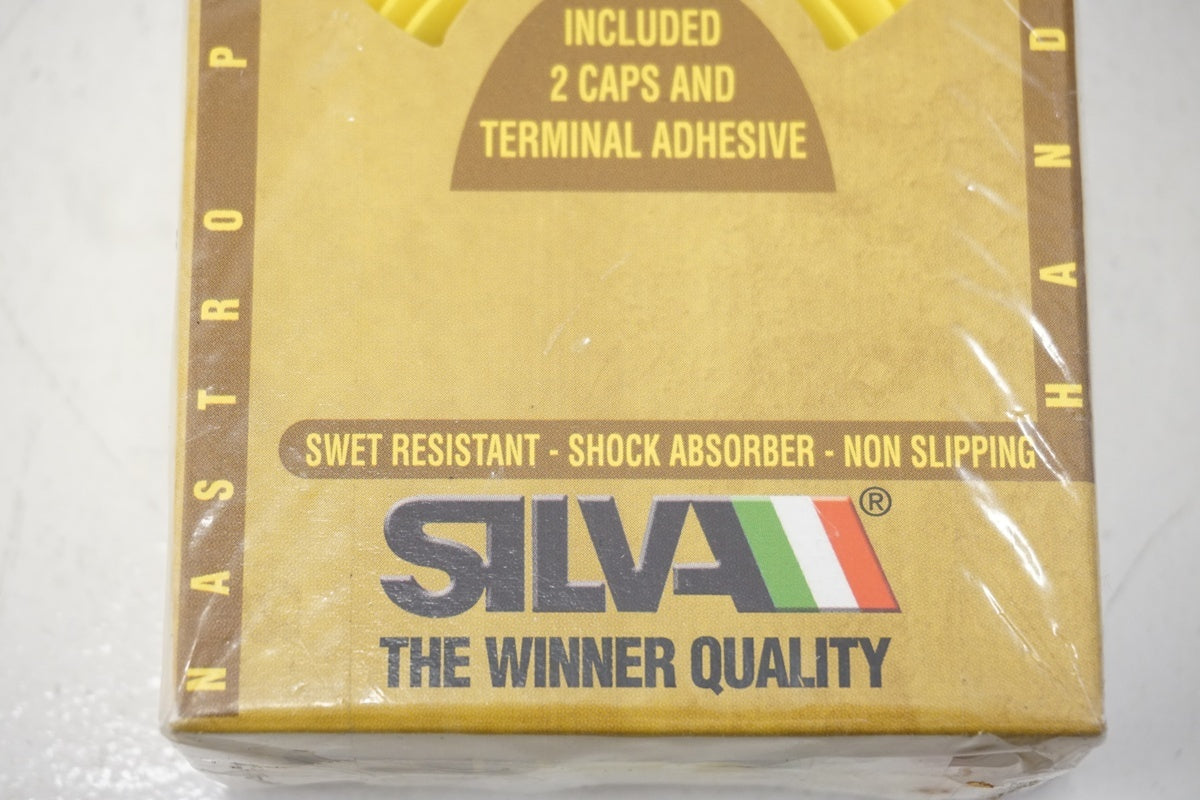 INCLUDED
2 CAPS AND
TERMINAL ADHESIVE
NASTRO P
HAND
SWET RESISTANT - SHOCK ABSORBER - NON SLIPPING
SILVA ®
THE WINNER QUALITY